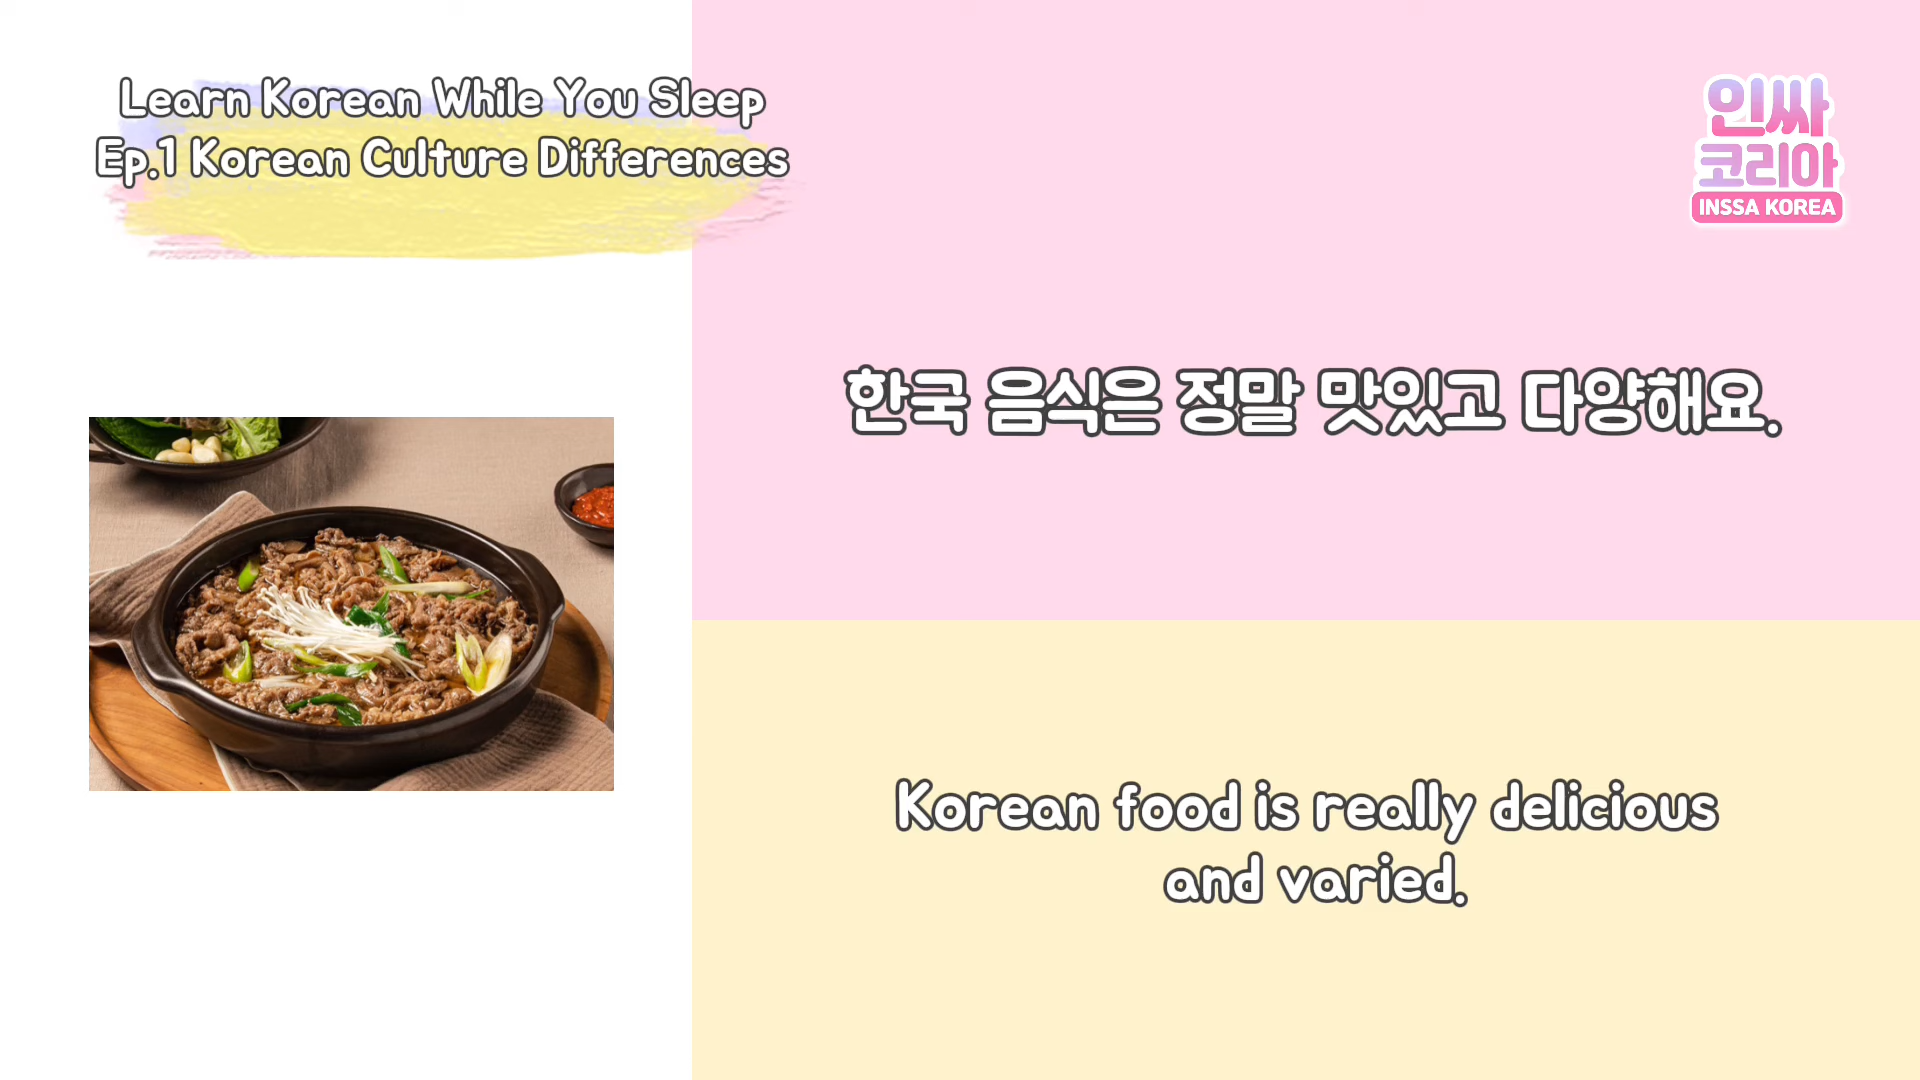 Learn Korean While You Sleep
Ep.1 Korean Culture Differences
인싸
코리아
INSSA KOREA
한국 음식은 정말 맛있고 다양해요.
Korean food is really delicious
and varied.